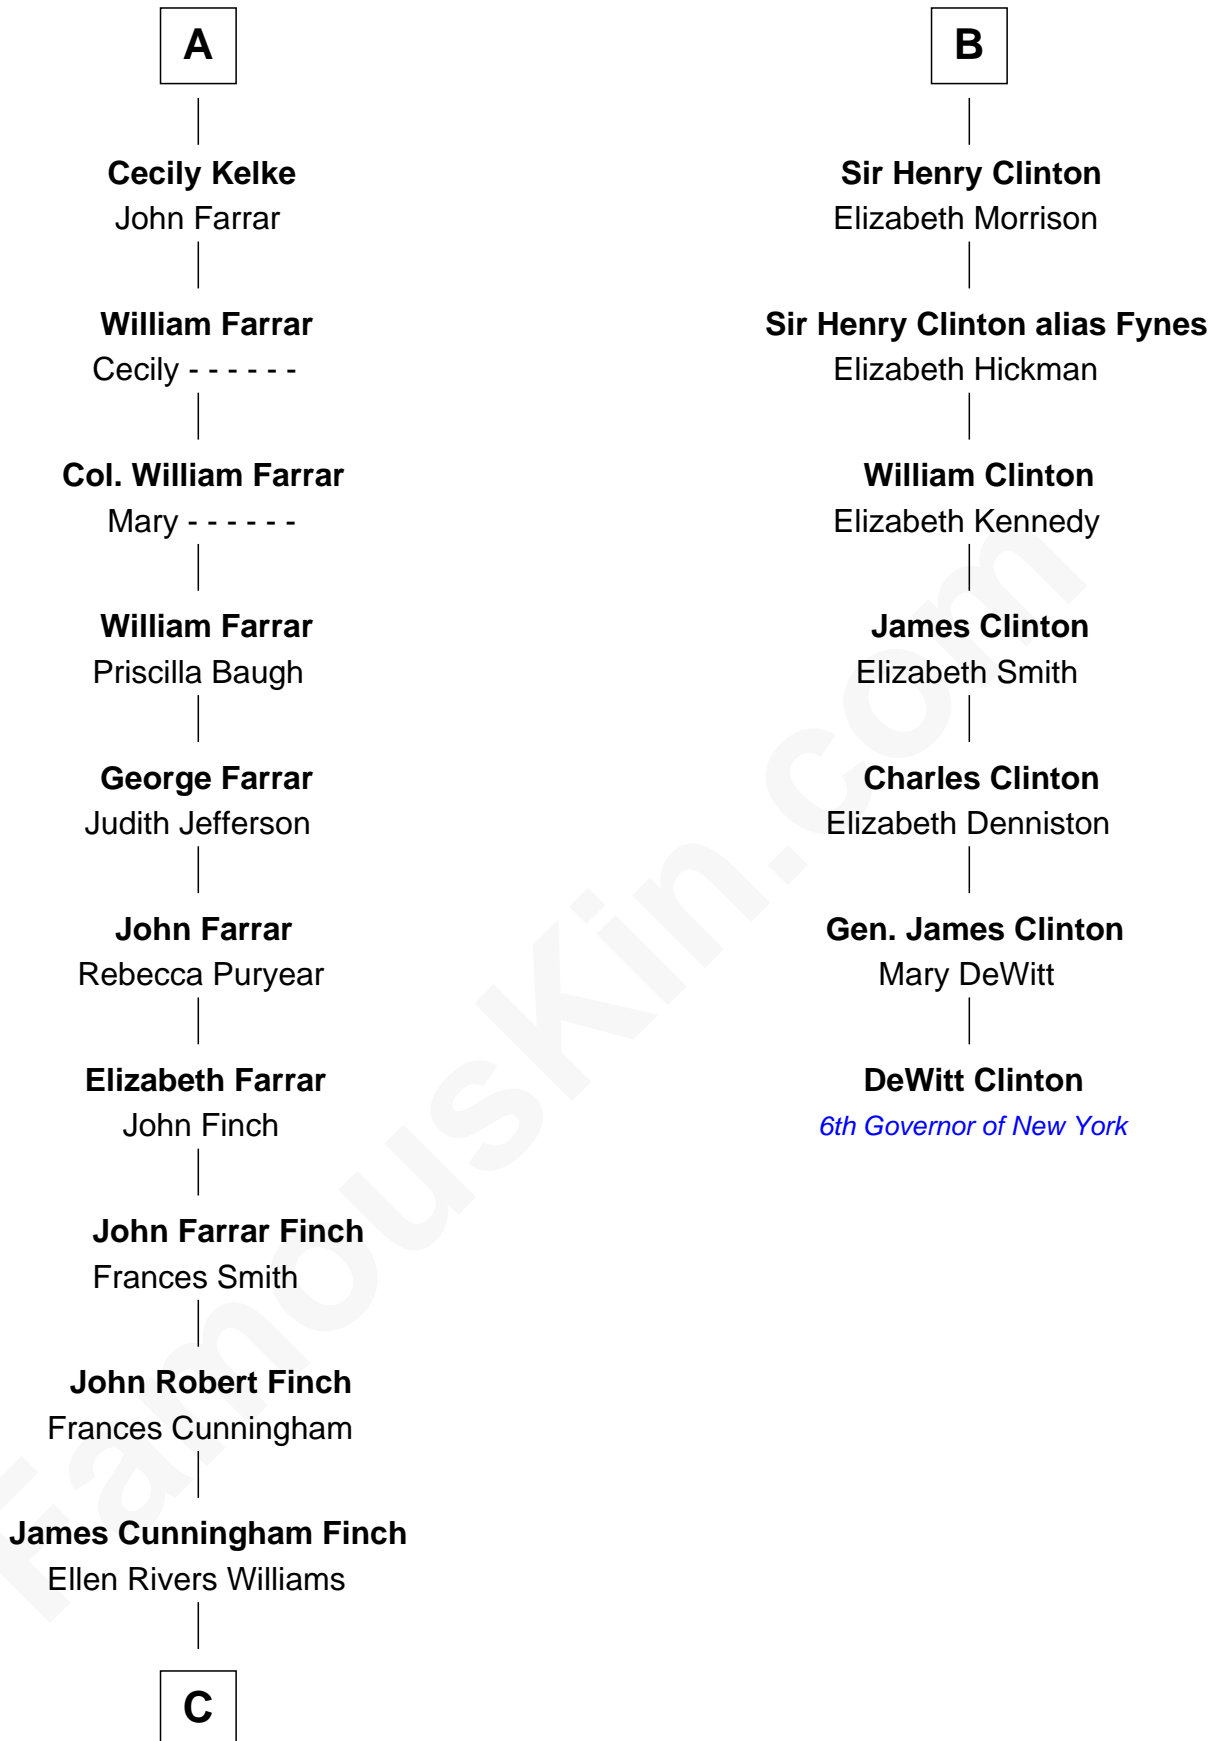 A
Cecily Kelke
John Farrar
William Farrar
Cecily - - - - - -
Col. William Farrar
Mary - - - - - -
William Farrar
Priscilla Baugh
George Farrar
Judith Jefferson
John Farrar
Rebecca Puryear
Elizabeth Farrar
John Finch
John Farrar Finch
Frances Smith
John Robert Finch
Frances Cunningham
James Cunningham Finch
Ellen Rivers Williams
C
B
Sir Henry Clinton
Elizabeth Morrison
Sir Henry Clinton alias Fynes
Elizabeth Hickman
William Clinton
Elizabeth Kennedy
James Clinton
Elizabeth Smith
Charles Clinton
Elizabeth Denniston
Gen. James Clinton
Mary DeWitt
DeWitt Clinton
6th Governor of New York
FamousKin.com